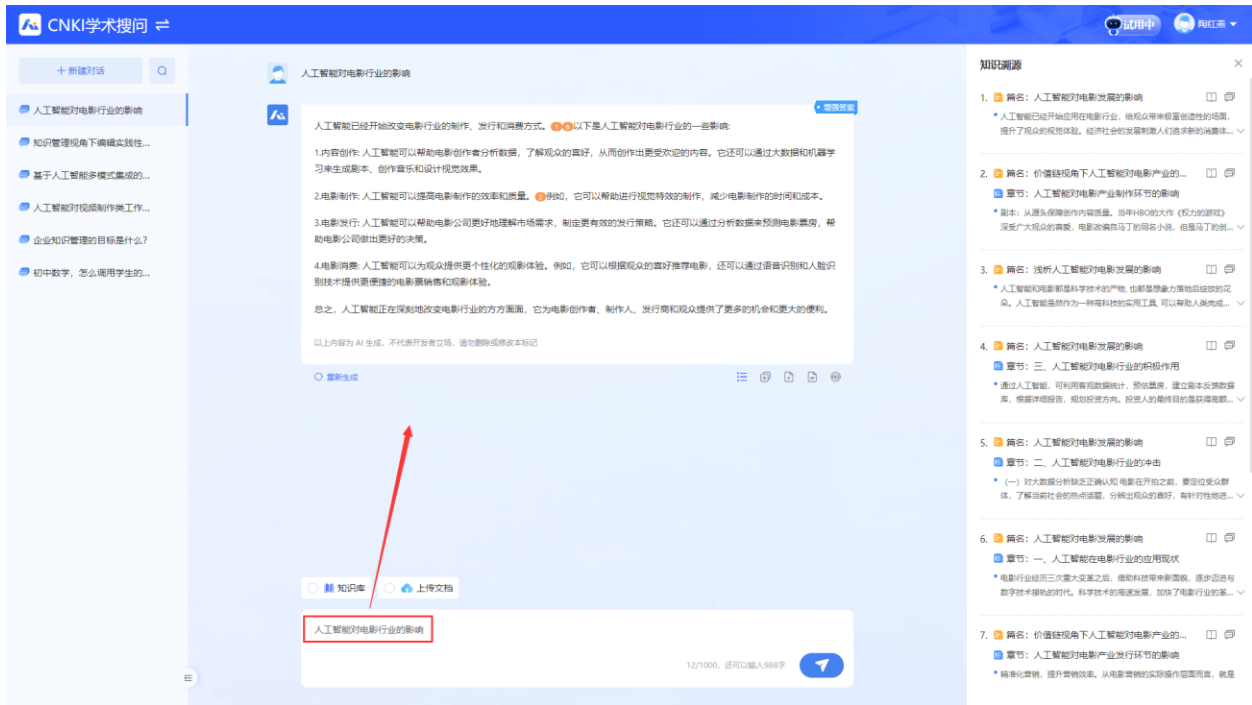 CNKI学术搜问
试用中
陶红燕
新建对话
人工智能对电影行业的影响
知识管理视角下编辑实践性...
基于人工智能多模式集成的...
人工智能对视频制作类工作...
企业知识管理的目标是什么?
初中数学,怎么调用学生的...
人工智能对电影行业的影响
增强答案
人工智能已经开始改变电影行业的制作、发行和消费方式。①⑥以下是人工智能对电影行业的一些影响:
1.内容创作: 人工智能可以帮助电影创作者分析数据,了解观众的喜好,从而创作出更受欢迎的内容。它还可以通过大数据和机器学
习来生成剧本、创作音乐和设计视觉效果。
2.电影制作: 人工智能可以提高电影制作的效率和质量。②例如,它可以帮助进行视觉特效的制作,减少电影制作的时间和成本。
3.电影发行: 人工智能可以帮助电影公司更好地理解市场需求,制定更有效的发行策略。它还可以通过分析数据来预测电影票房,帮
助电影公司做出更好的决策。
4.电影消费: 人工智能可以为观众提供更个性化的观影体验。例如,它可以根据观众的喜好推荐电影,还可以通过语音识别和人脸识
别技术提供更便捷的电影票销售和观影体验。
总之,人工智能正在深刻地改变电影行业的方方面面,它为电影创作者、制作人、发行商和观众提供了更多的机会和更大的便利。
以上内容为 AI 生成,不代表开发者立场,请勿删除或修改本标记
重新生成
知识库
上传文档
人工智能对电影行业的影响
12/1000,还可以输入988字
知识溯源
1. 篇名:人工智能对电影发展的影响
人工智能已经开始应用在电影行业,给观众带来极富创造性的场面,
提升了观众的视觉体验。经济社会的发展刺激人们追求新的消费体...
2. 篇名:价值链视角下人工智能对电影产业的...
章节:人工智能对电影产业制作环节的影响
剧本:从源头保障创作内容质量。当年HBO的大作《权力的游戏》
深受广大观众的喜爱,电影改编自马丁的同名小说,但是马丁的创...
3. 篇名:浅析人工智能对电影发展的影响
人工智能和电影都是科学技术的产物,也都是想象力落地后绽放的花
朵。人工智能虽然作为一种高科技的实用工具,可以帮助人类完成...
4. 篇名:人工智能对电影发展的影响
章节:三、人工智能对电影行业的积极作用
通过人工智能,可利用客观数据统计,预估票房,建立剧本反馈数据
库,根据详细报告,规划投资方向。投资人的最终目的是获得高额...
5. 篇名:人工智能对电影发展的影响
章节:二、人工智能对电影行业的冲击
(一)对大数据分析缺乏正确认知 电影在开拍之前,要定位受众群
体,了解当前社会的热点话题,分辨出观众的喜好,有针对性地进...
6. 篇名:人工智能对电影发展的影响
章节:一、人工智能在电影行业的应用现状
电影行业经历三次重大变革之后,借助科技带来新面貌,逐步迈进与
数字技术接轨的时代。科学技术的高速发展,加快了电影行业的革...
7. 篇名:价值链视角下人工智能对电影产业的...
章节:人工智能对电影产业发行环节的影响
精准化营销,提升营销效率。从电影营销的实际操作层面而言,就是